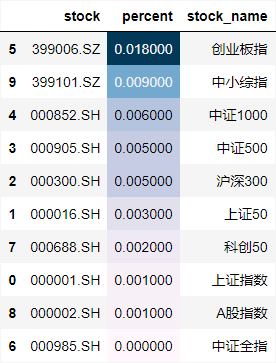 stock percent stock_name
5 399006.SZ 0.018000 创业板指
9 399101.SZ 0.009000 中小综指
4 000852.SH 0.006000 中证1000
3 000905.SH 0.005000 中证500
2 000300.SH 0.005000 沪深300
1 000016.SH 0.003000 上证50
7 000688.SH 0.002000 科创50
0 000001.SH 0.001000 上证指数
8 000002.SH 0.001000 A股指数
6 000985.SH 0.000000 中证全指